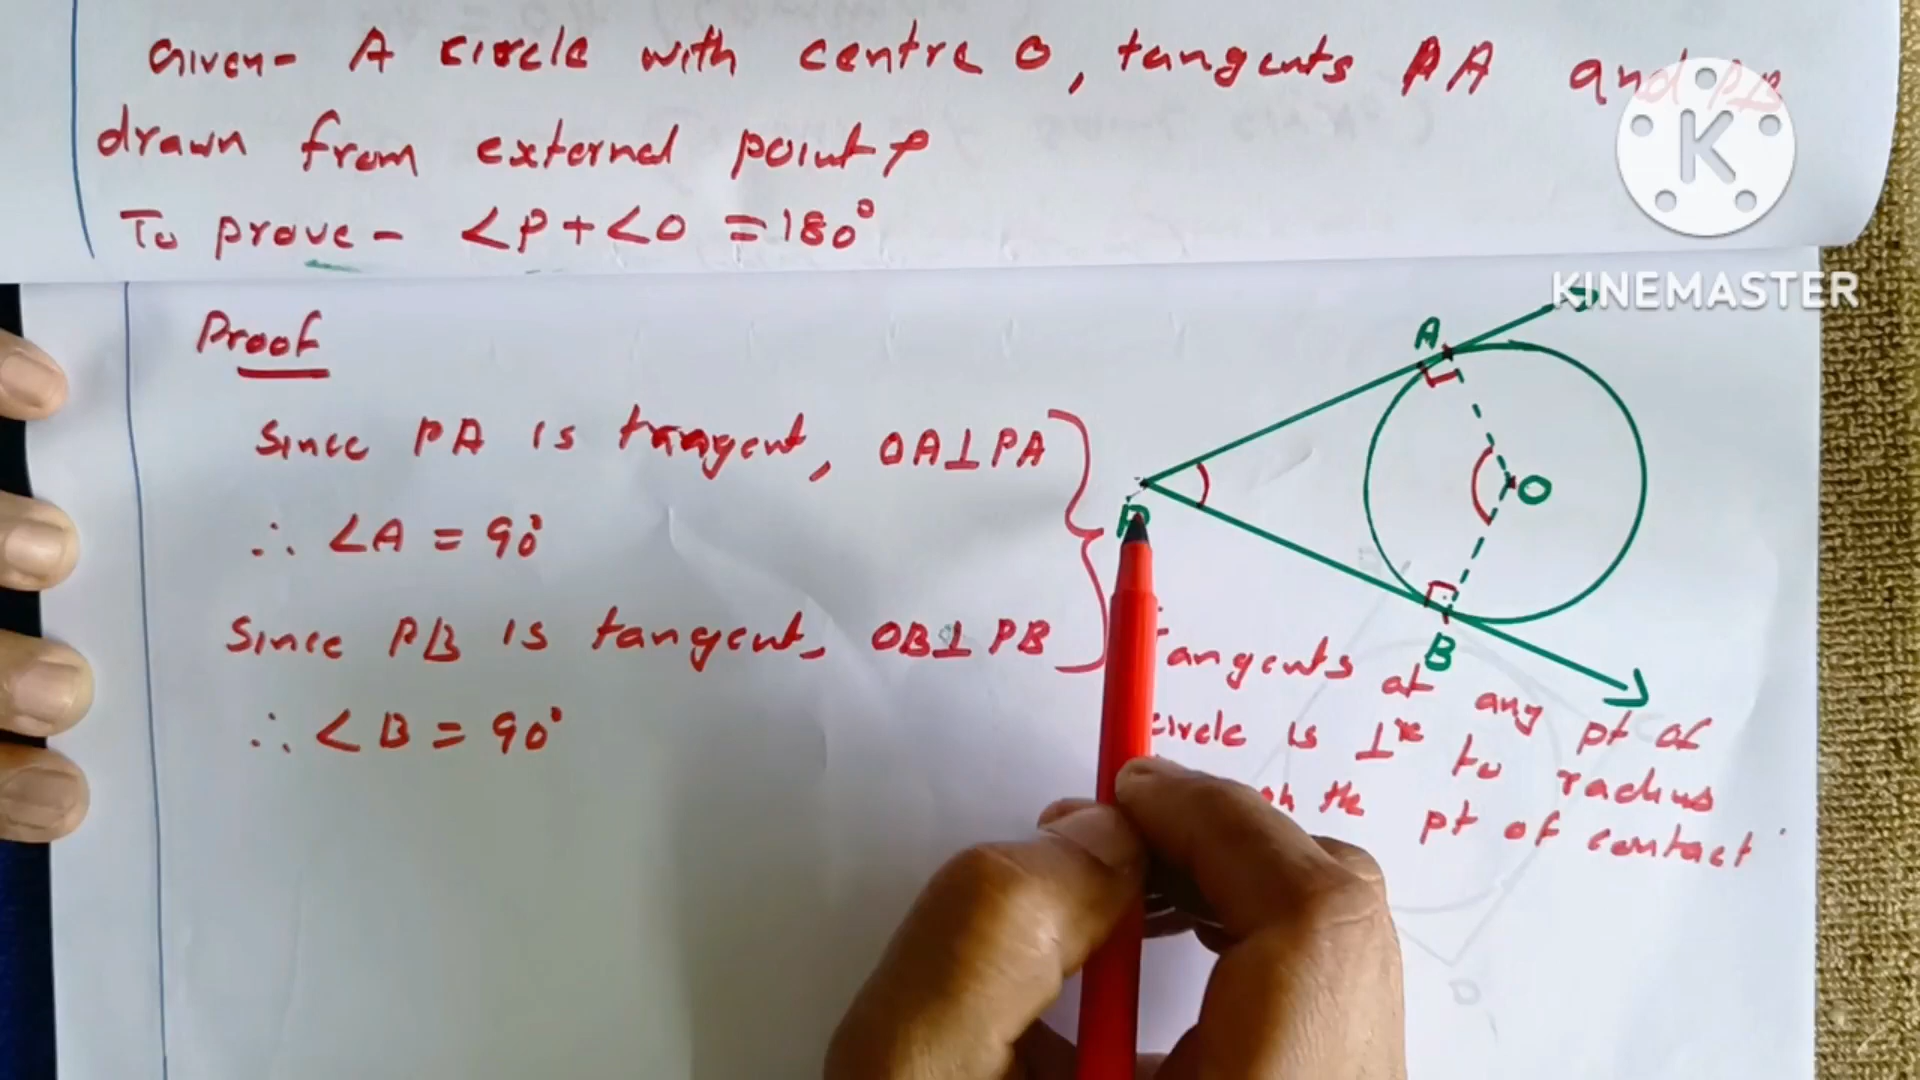 Given- A circle with centre O, tangents PA and PB
drawn from external point P
To prove - ∠P+∠O = 180°
K
KINEMASTER
Proof
Since PA is tangent, OA⊥PA
∴ ∠A = 90°
Since PB is tangent, OB⊥PB
∴ ∠B = 90°
A
O
P
B
Tangents at any pt of
circle is ⊥re to radius
the pt of contact